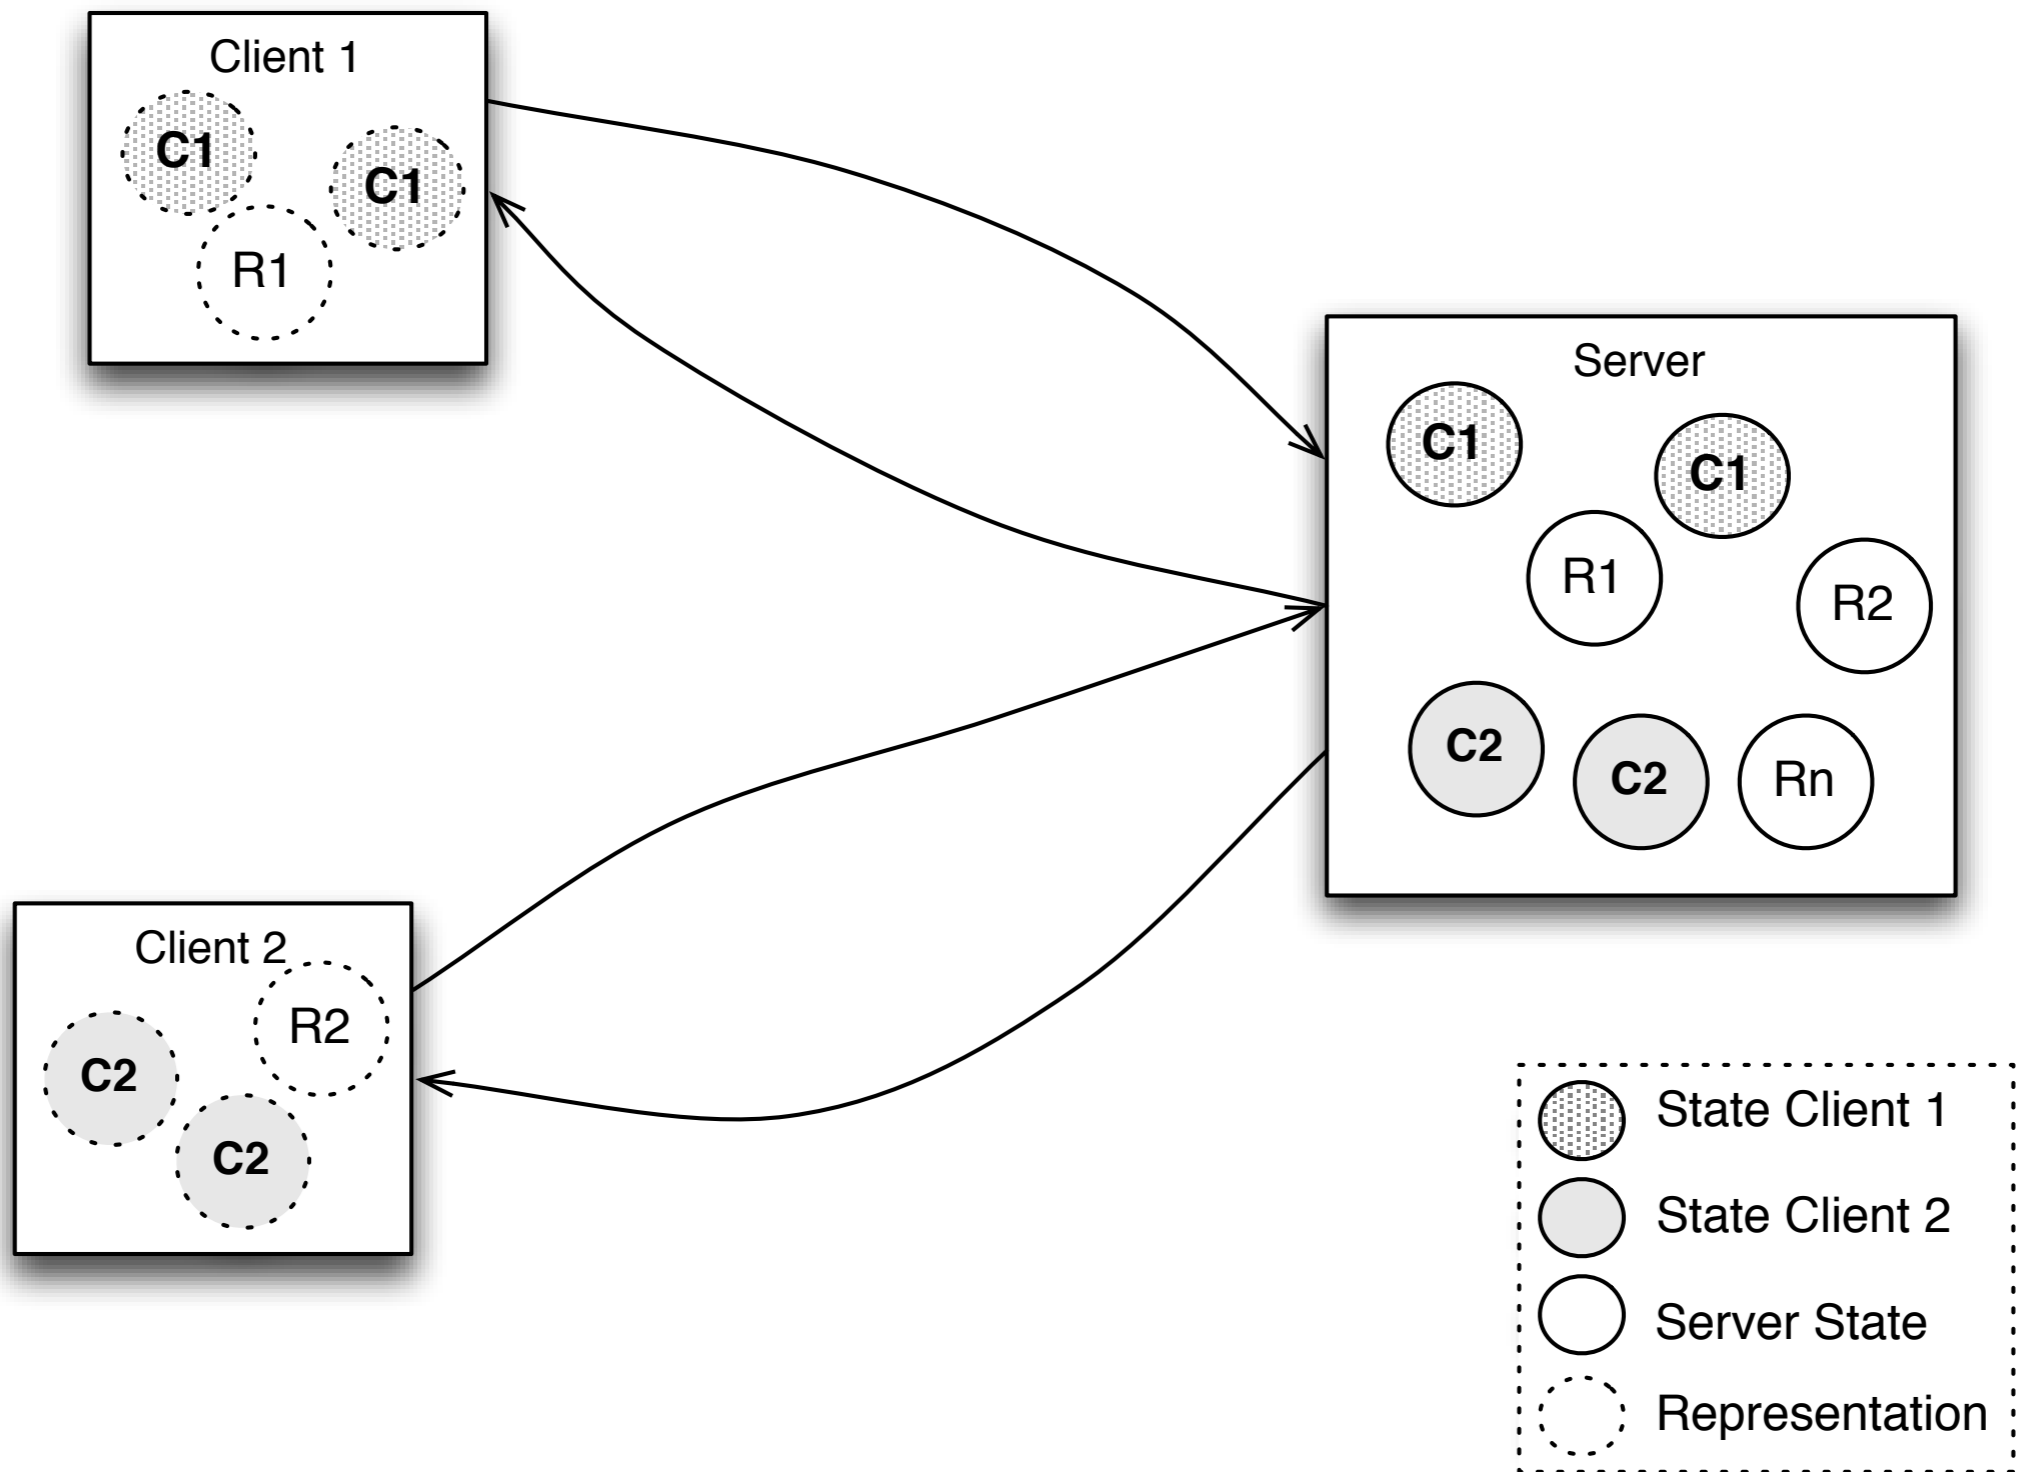 Client 1
C1
C1
R1
Server
C1
C1
R1
R2
C2
C2
Rn
Client 2
R2
C2
C2
State Client 1
State Client 2
Server State
Representation